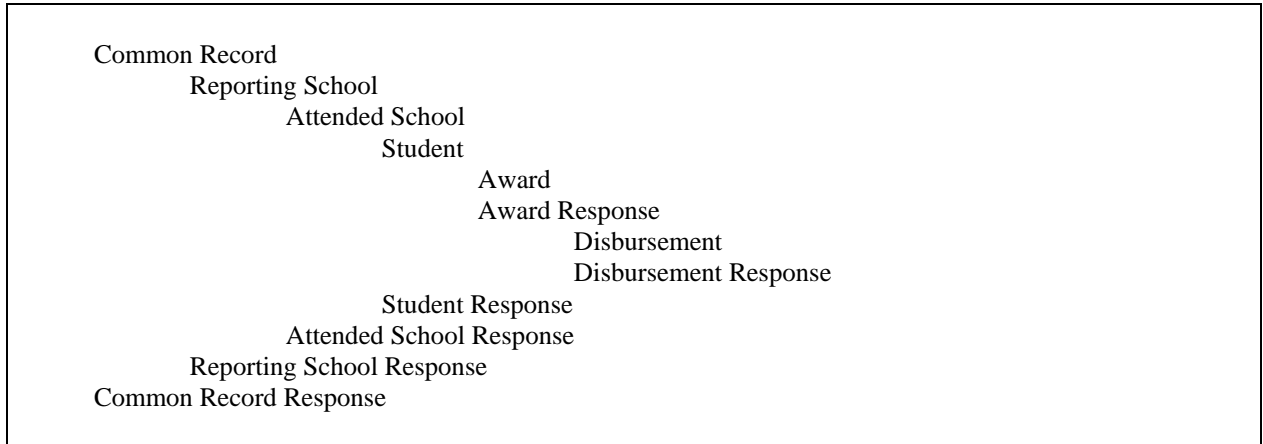 Common Record
Reporting School
Attended School
Student
Award
Award Response
Disbursement
Disbursement Response
Student Response
Attended School Response
Reporting School Response
Common Record Response